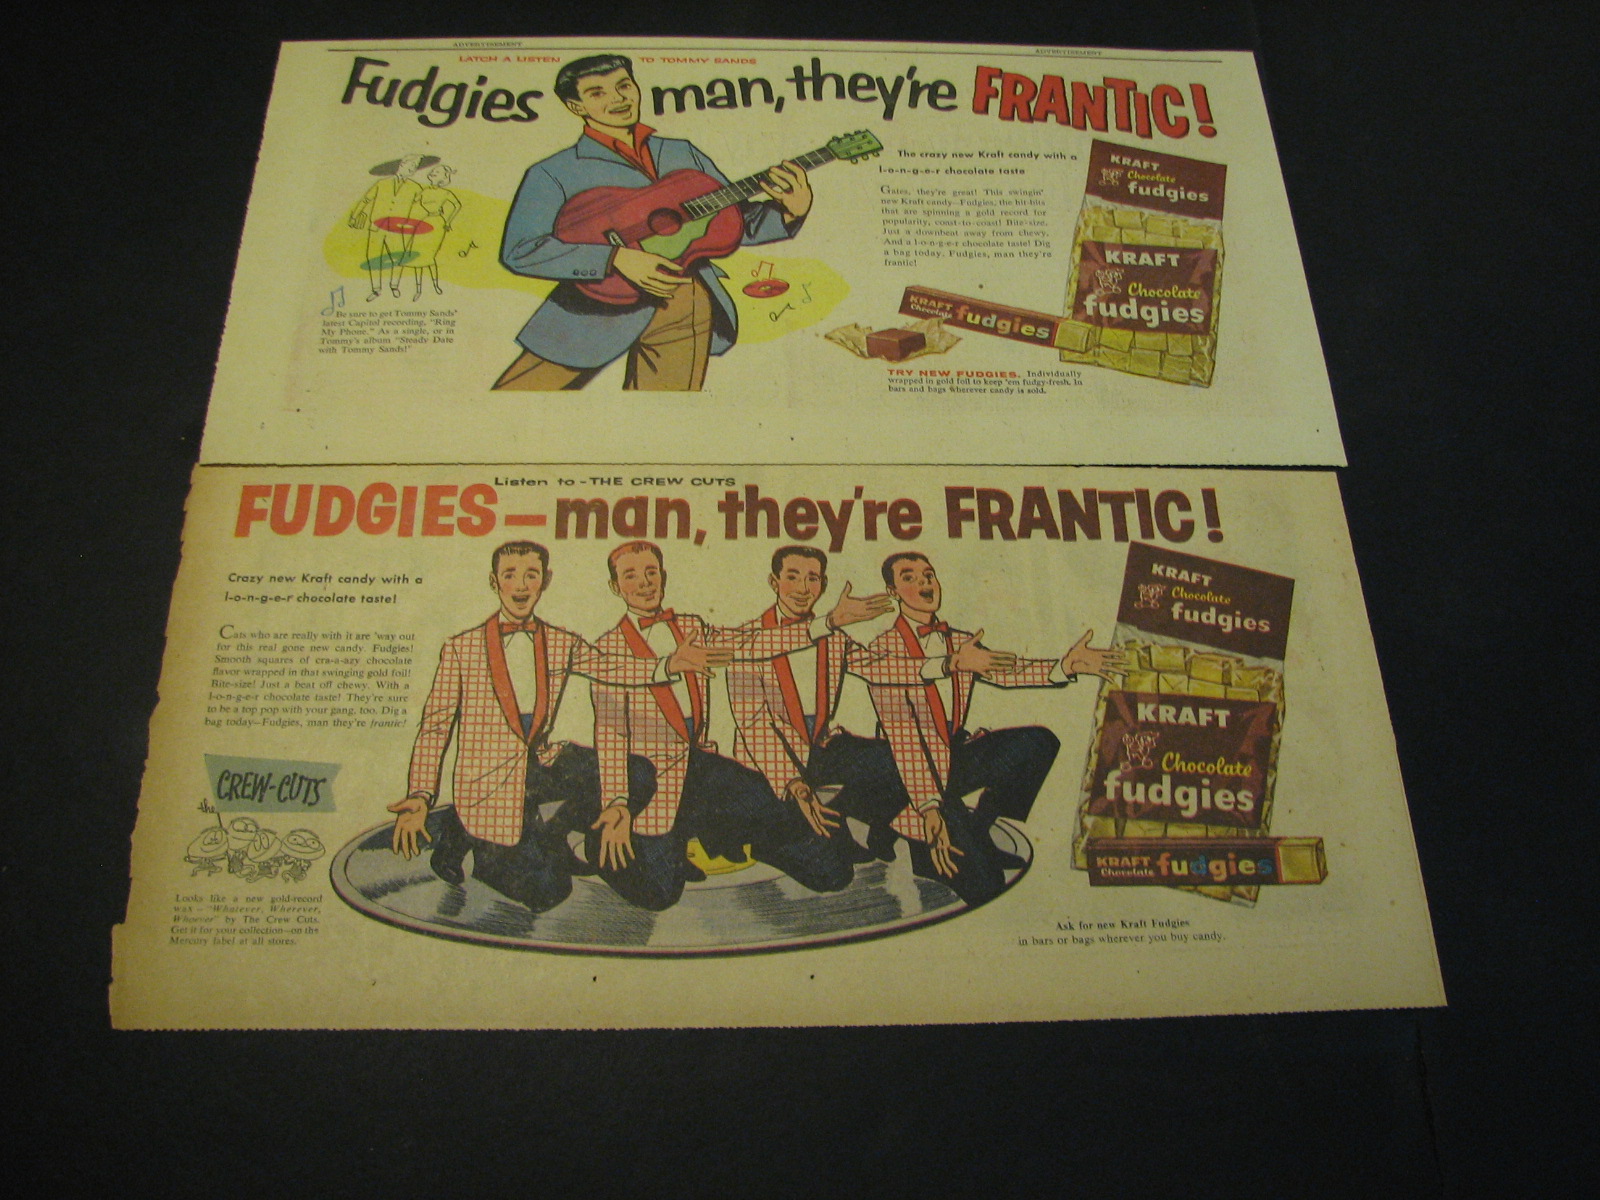 ADVERTISEMENT
ADVERTISEMENT
LATCH A LISTEN TO TOMMY SANDS
Fudgies man, they're FRANTIC!
The crazy new Kraft candy with a
l-o-n-g-e-r chocolate taste
Gates, they're great! This swingin'
new Kraft candy—Fudgies, the hit-bits
that are spinning a gold record for
popularity, coast-to-coast! Bite-size.
Just a downbeat away from chewy.
And a l-o-n-g-e-r chocolate taste! Dig
a bag today. Fudgies, man they're
frantic!
KRAFT
Chocolate
fudgies
KRAFT
Chocolate
fudgies
KRAFT
Chocolate
fudgies
Be sure to get Tommy Sands'
latest Capitol recording, "Ring
My Phone." As a single, or in
Tommy's album "Steady Date
with Tommy Sands!"
TRY NEW FUDGIES. Individually
wrapped in gold foil to keep 'em fudgy-fresh. In
bars and bags wherever candy is sold.
Listen to - THE CREW CUTS
FUDGIES—man, they're FRANTIC!
Crazy new Kraft candy with a
l-o-n-g-e-r chocolate taste!
Cats who are really with it are 'way out
for this real gone new candy. Fudgies!
Smooth squares of cra-a-azy chocolate
flavor wrapped in that swinging gold foil!
Bite-size! Just a beat off chewy. With a
l-o-n-g-e-r chocolate taste! They're sure
to be a top pop with your gang, too. Dig a
bag today—Fudgies, man they're frantic!
KRAFT
Chocolate
fudgies
KRAFT
Chocolate
fudgies
KRAFT
Chocolate
fudgies
the CREW-CUTS
Looks like a new gold-record
wax — "Whatever, Wherever,
Whoever" by The Crew Cuts.
Get it for your collection—on the
Mercury label at all stores.
Ask for new Kraft Fudgies
in bars or bags wherever you buy candy.